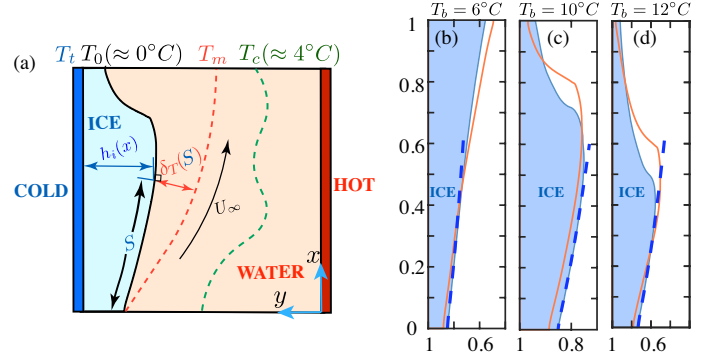 (a)
T_t T_0(≈ 0°C) T_m T_c(≈ 4°C)
ICE
h_i(x)
δ_T(S)
COLD
HOT
S
U_∞
WATER
x
y
T_b = 6°C T_b = 10°C T_b = 12°C
(b) (c) (d)
1
0.8
0.6
0.4
0.2
0
ICE
ICE
ICE
1 0.6 1 0.8 1 0.6